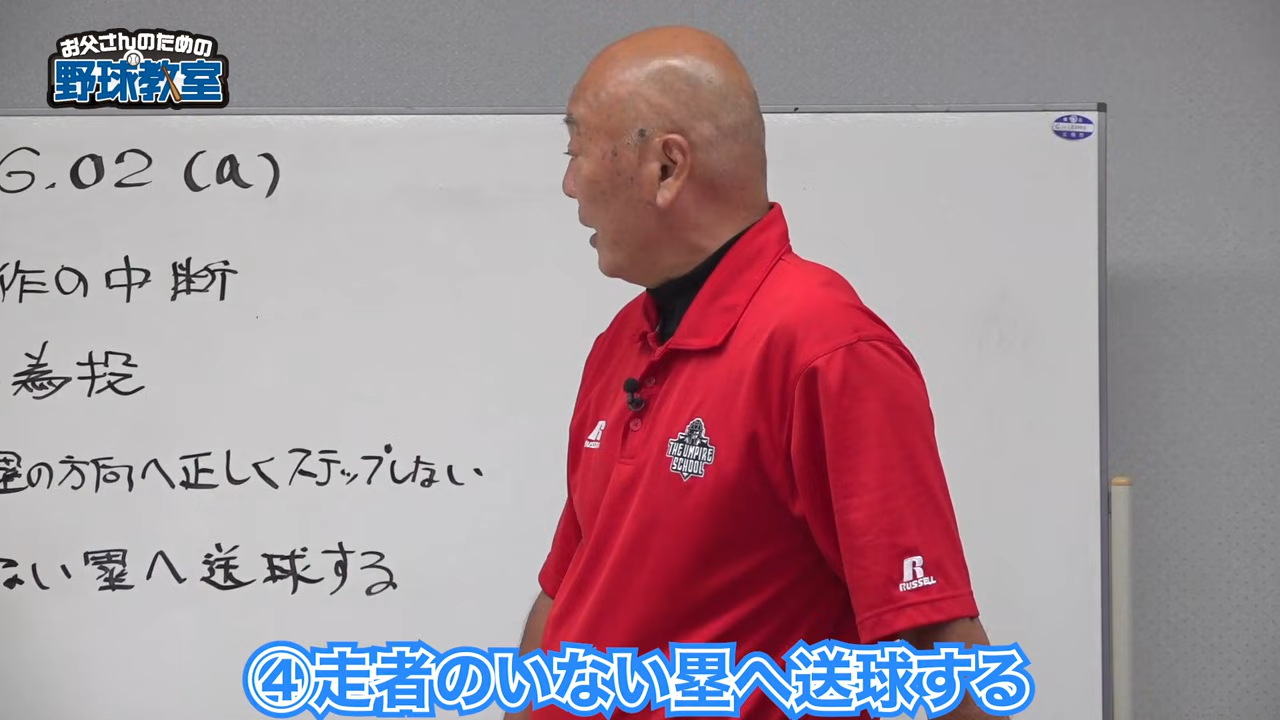 お父さんのための
野球教室
6.02 (a)
作の中断
為投
塁の方向へ正しくステップしない
ない塁へ送球する
THE UMPIRE
SCHOOL
R
RUSSELL
④走者のいない塁へ送球する